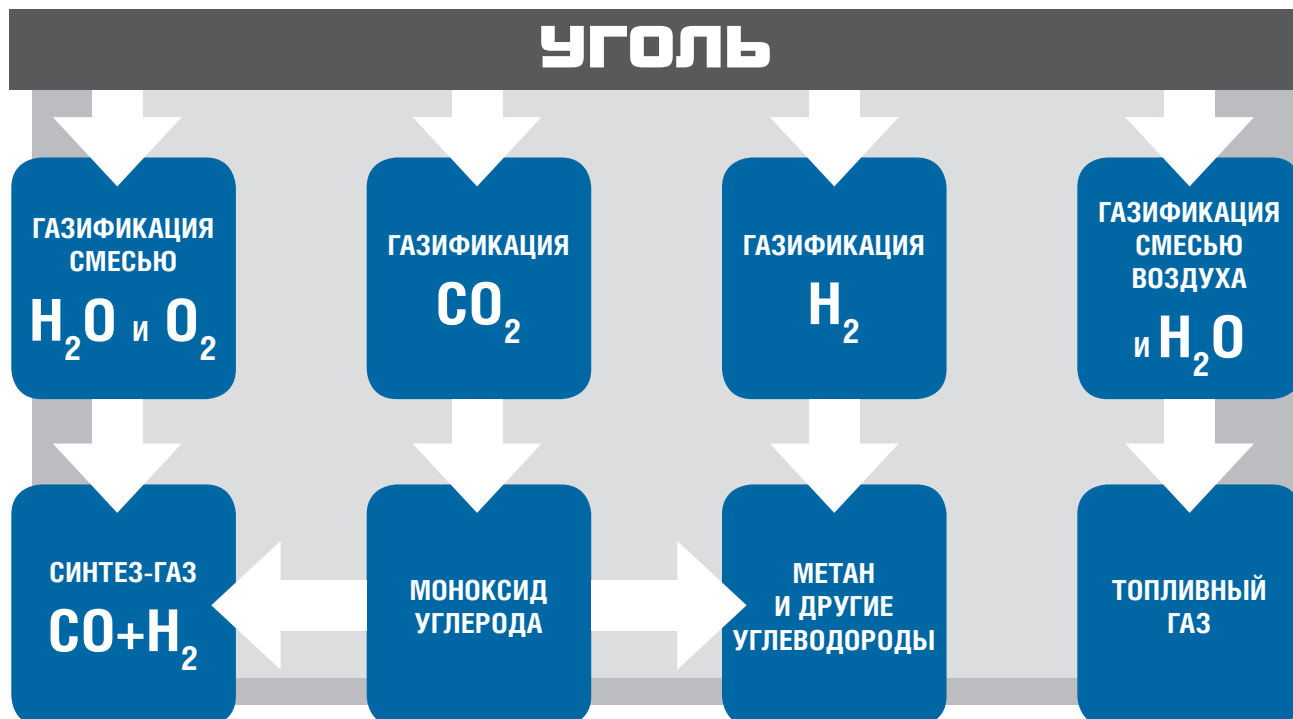 УГОЛЬ
ГАЗИФИКАЦИЯ
СМЕСЬЮ
H₂O и O₂
ГАЗИФИКАЦИЯ
CO₂
ГАЗИФИКАЦИЯ
H₂
ГАЗИФИКАЦИЯ
СМЕСЬЮ
ВОЗДУХА
и H₂O
СИНТЕЗ-ГАЗ
CO+H₂
МОНОКСИД
УГЛЕРОДА
МЕТАН
И ДРУГИЕ
УГЛЕВОДОРОДЫ
ТОПЛИВНЫЙ
ГАЗ